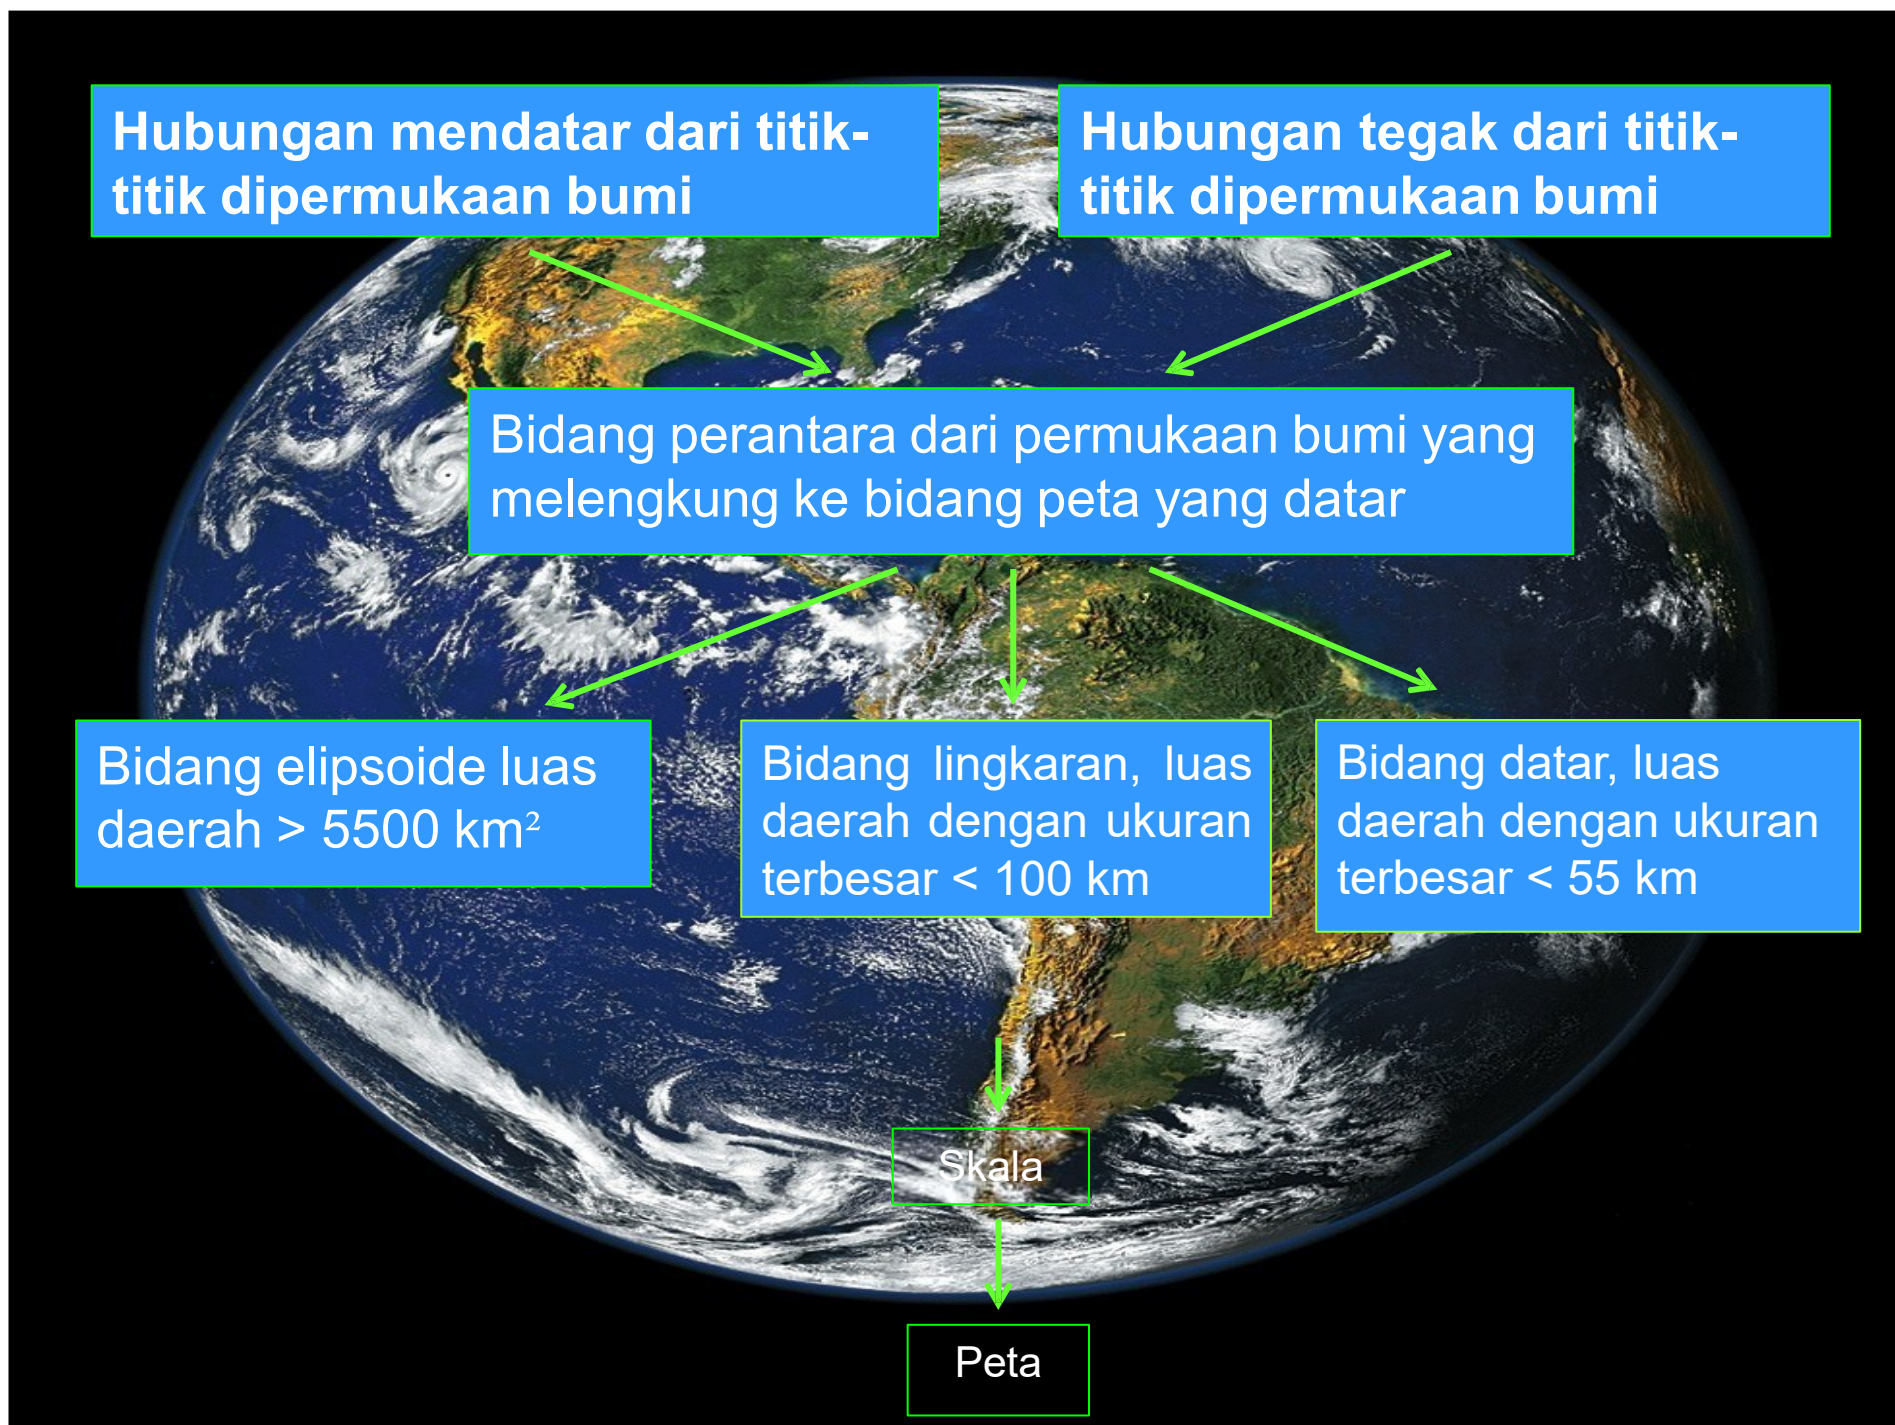 Hubungan mendatar dari titik-
titik dipermukaan bumi
Hubungan tegak dari titik-
titik dipermukaan bumi
Bidang perantara dari permukaan bumi yang
melengkung ke bidang peta yang datar
Bidang elipsoide luas
daerah > 5500 km²
Bidang lingkaran, luas
daerah dengan ukuran
terbesar < 100 km
Bidang datar, luas
daerah dengan ukuran
terbesar < 55 km
Skala
Peta